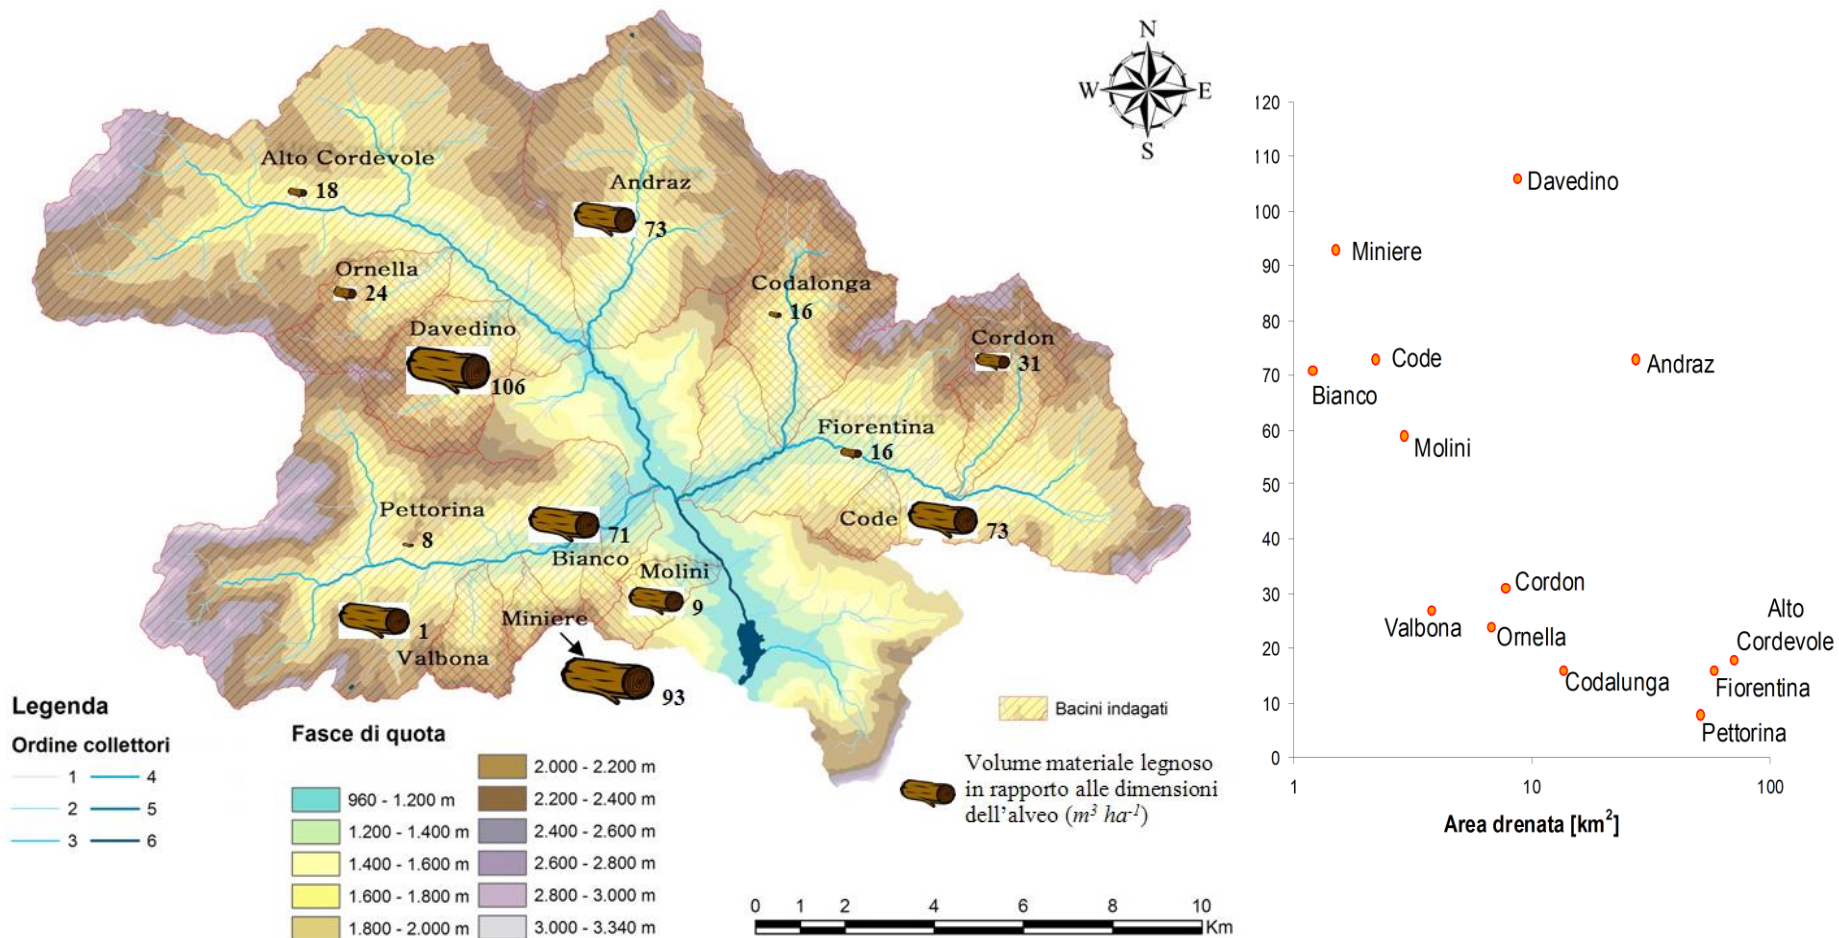 N
W E
S
Alto Cordevole
18
Andraz
73
Ornella
24
Codalonga
16
Davedino
106
Cordon
31
Fiorentina
16
Pettorina
8
71
Bianco
Code
73
Molini
9
Miniere
1
Valbona
93
Legenda
Ordine collettori
1 4
2 5
3 6
Fasce di quota
960 - 1.200 m
1.200 - 1.400 m
1.400 - 1.600 m
1.600 - 1.800 m
1.800 - 2.000 m
2.000 - 2.200 m
2.200 - 2.400 m
2.400 - 2.600 m
2.600 - 2.800 m
2.800 - 3.000 m
3.000 - 3.340 m
Bacini indagati
Volume materiale legnoso
in rapporto alle dimensioni
dell'alveo (m³ ha⁻¹)
0 1 2 4 6 8 10
Km
120
110
100
90
80
70
60
50
40
30
20
10
0
Davedino
Miniere
Code
Andraz
Bianco
Molini
Cordon
Alto
Cordevole
Valbona
Ornella
Codalunga
Fiorentina
Pettorina
1 10 100
Area drenata [km²]